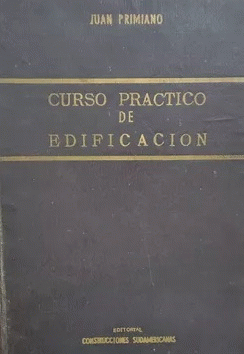 JUAN PRIMIANO
CURSO PRACTICO
DE
EDIFICACION
EDITORIAL
CONSTRUCCIONES SUDAMERICANAS